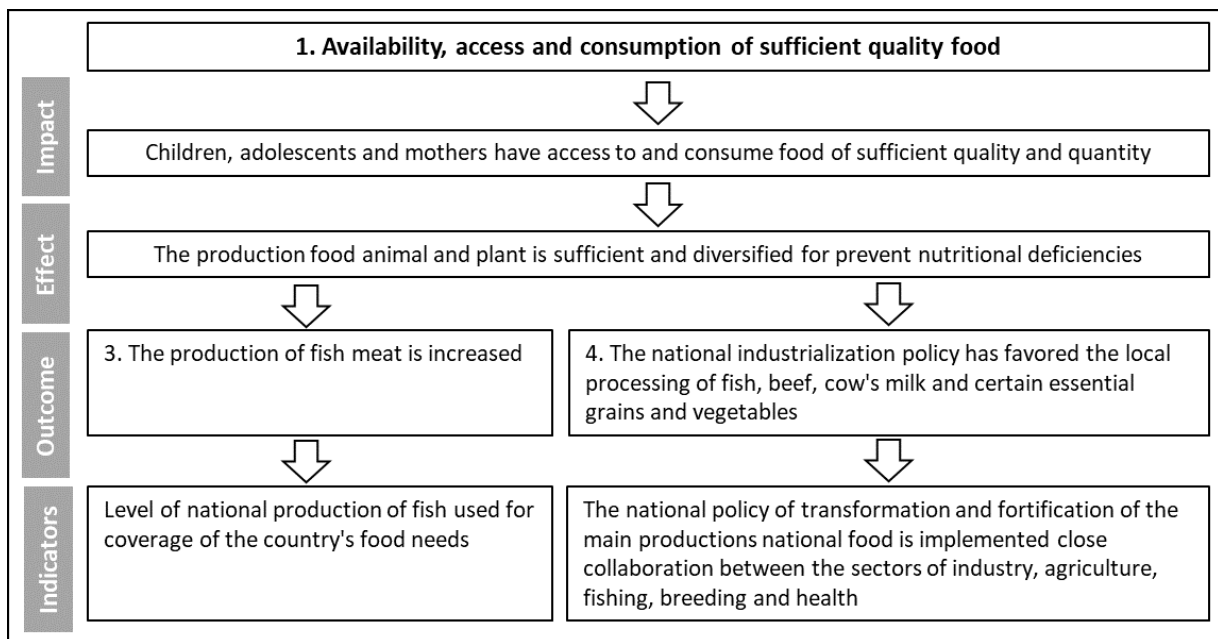 1. Availability, access and consumption of sufficient quality food
Impact
Children, adolescents and mothers have access to and consume food of sufficient quality and quantity
Effect
The production food animal and plant is sufficient and diversified for prevent nutritional deficiencies
Outcome
3. The production of fish meat is increased
4. The national industrialization policy has favored the local
processing of fish, beef, cow's milk and certain essential
grains and vegetables
Indicators
Level of national production of fish used for
coverage of the country's food needs
The national policy of transformation and fortification of the
main productions national food is implemented close
collaboration between the sectors of industry, agriculture,
fishing, breeding and health